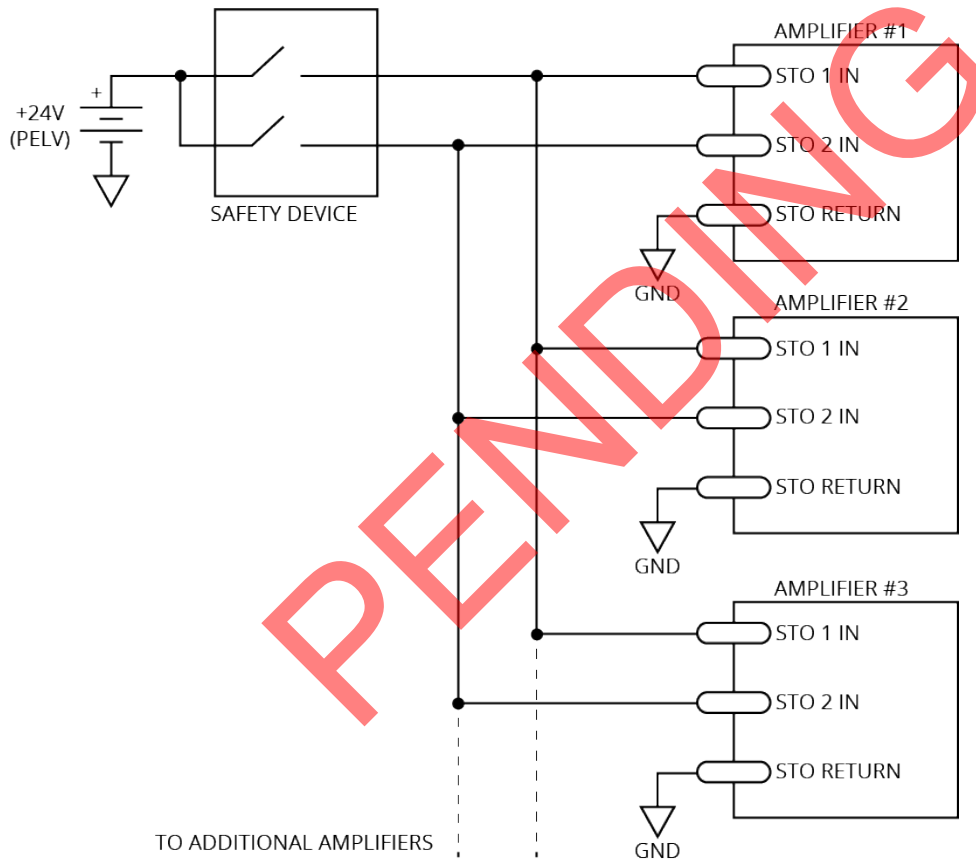 AMPLIFIER #1
STO 1 IN
+
+24V
(PELV)
STO 2 IN
SAFETY DEVICE
STO RETURN
GND
AMPLIFIER #2
STO 1 IN
STO 2 IN
STO RETURN
GND
AMPLIFIER #3
STO 1 IN
STO 2 IN
STO RETURN
TO ADDITIONAL AMPLIFIERS
GND
PENDING